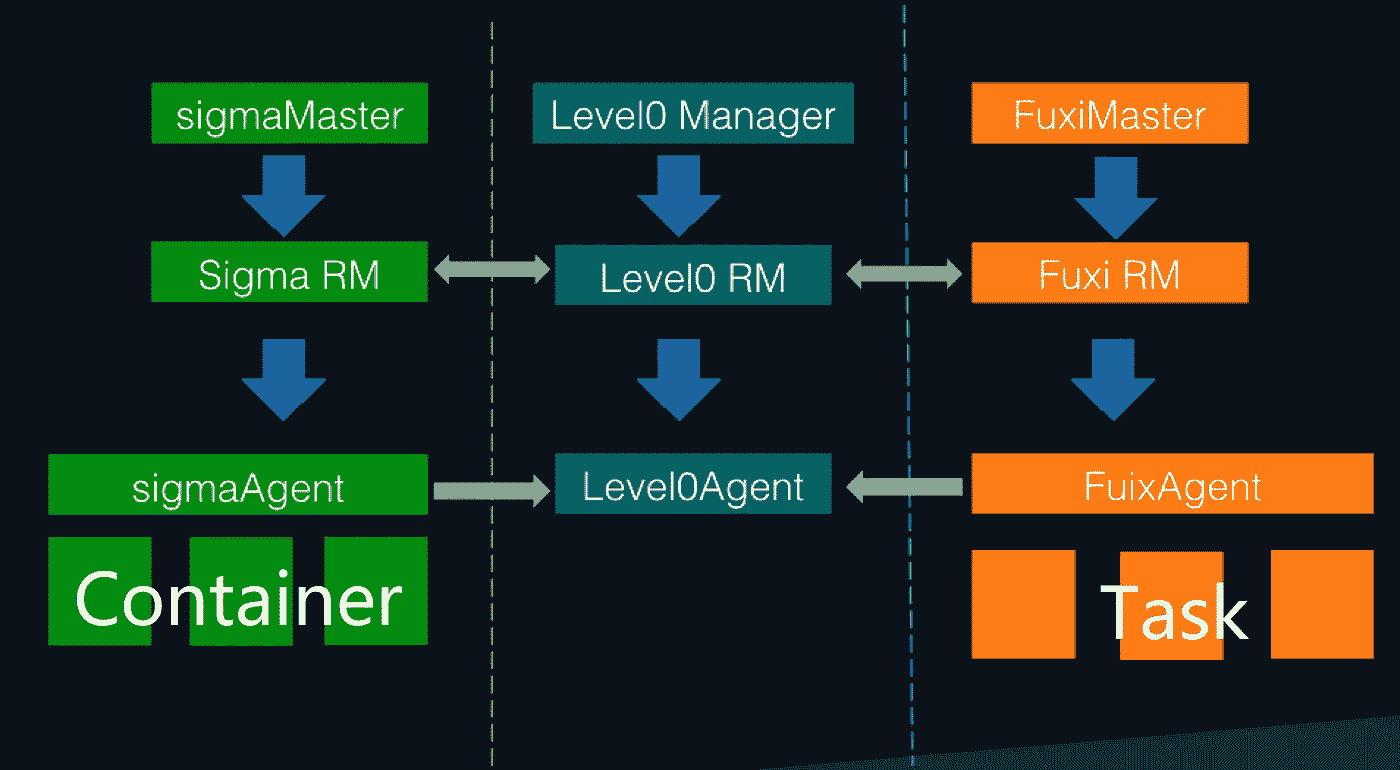 sigmaMaster
Level0 Manager
FuxiMaster
Sigma RM
Level0 RM
Fuxi RM
sigmaAgent
Level0Agent
FuixAgent
Container
Task